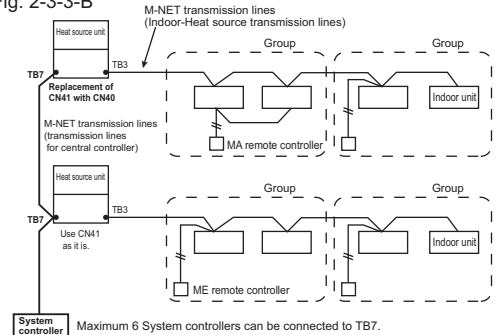 Fig. 2-3-3-B
M-NET transmission lines
(Indoor-Heat source transmission lines)
Heat source unit
TB3
TB7
Replacement of
CN41 with CN40
Group
Group
Indoor unit
MA remote controller
M-NET transmission lines
(transmission lines
for central controller)
Heat source unit
TB3
TB7
Use CN41
as it is.
Group
Group
Indoor unit
ME remote controller
System
controller
Maximum 6 System controllers can be connected to TB7.